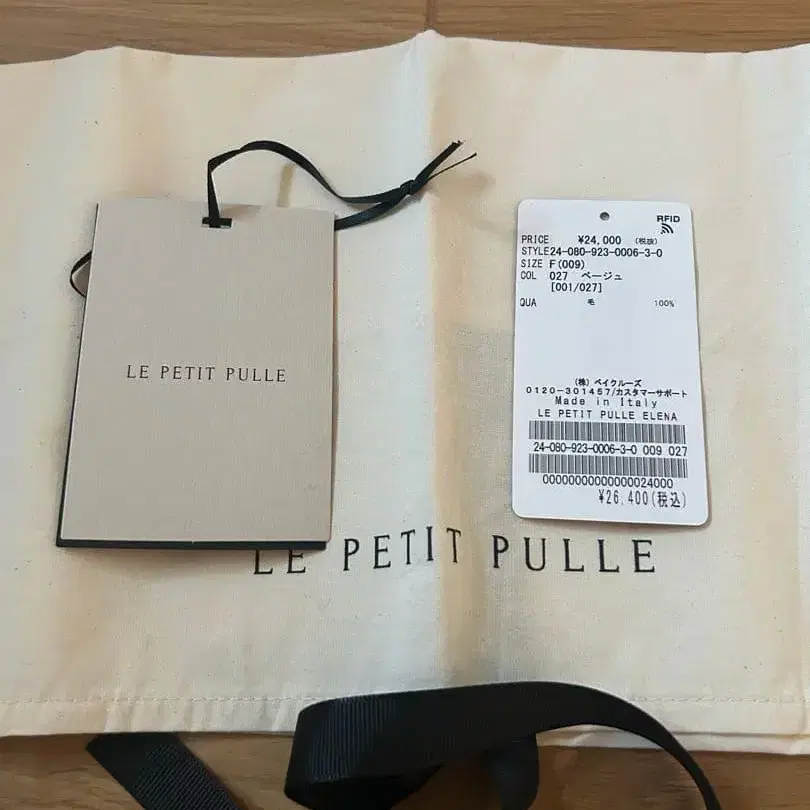 LE PETIT PULLE
RFID
PRICE ¥24,000 (税抜)
STYLE24-080-923-0006-3-0
SIZE F(009)
COL 027 ベージュ
[001/027]
QUA 毛 100%
(株) ベイクルーズ
0120-301457/カスタマーサポート
Made in Italy
LE PETIT PULLE ELENA
24-080-923-0006-3-0 009 027
0000000000000024000
¥26,400(税込)
LE PETIT PULLE